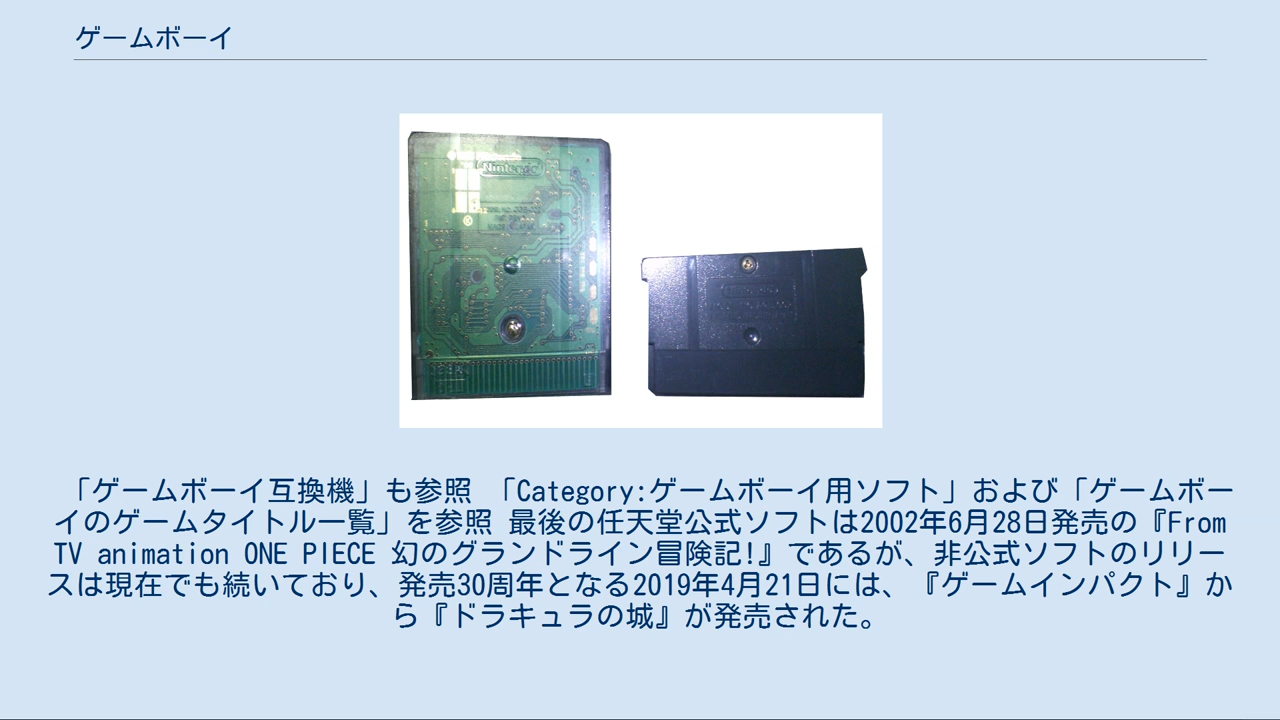 ゲームボーイ
Nintendo
「ゲームボーイ互換機」も参照 「Category:ゲームボーイ用ソフト」および「ゲームボー
イのゲームタイトル一覧」を参照 最後の任天堂公式ソフトは2002年6月28日発売の『From
TV animation ONE PIECE 幻のグランドライン冒険記!』であるが、非公式ソフトのリリー
スは現在でも続いており、発売30周年となる2019年4月21日には、『ゲームインパクト』か
ら『ドラキュラの城』が発売された。